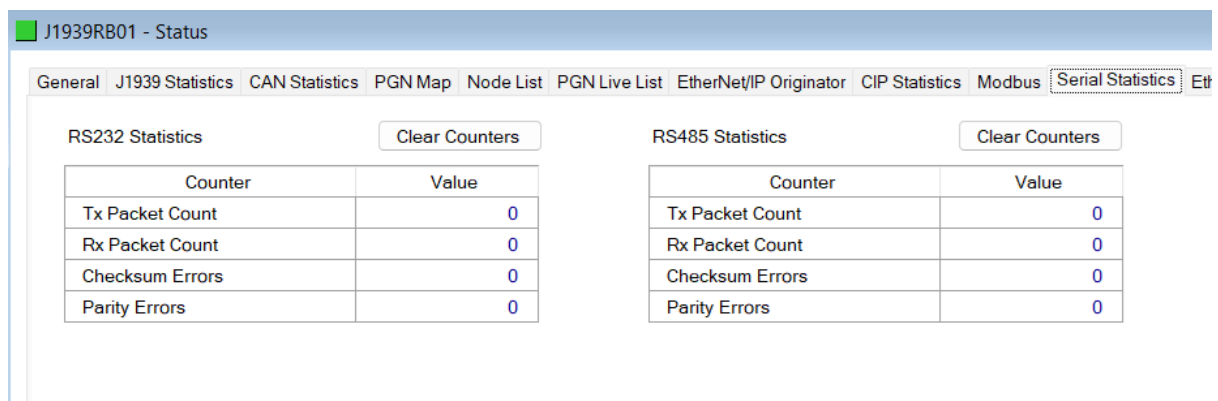 J1939RB01 - Status
General J1939 Statistics CAN Statistics PGN Map Node List PGN Live List EtherNet/IP Originator CIP Statistics Modbus Serial Statistics
RS232 Statistics Clear Counters RS485 Statistics Clear Counters
Counter Value Counter Value
Tx Packet Count 0 Tx Packet Count 0
Rx Packet Count 0 Rx Packet Count 0
Checksum Errors 0 Checksum Errors 0
Parity Errors 0 Parity Errors 0